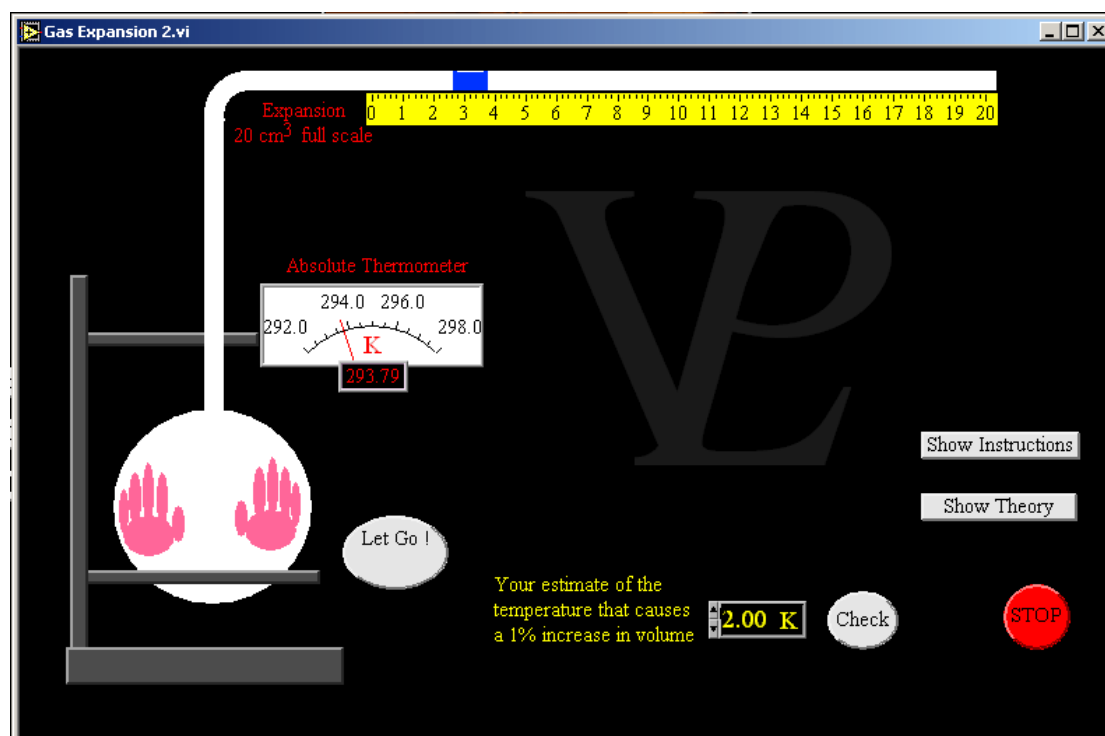 Gas Expansion 2.vi
Expansion
20 cm3 full scale
0 1 2 3 4 5 6 7 8 9 10 11 12 13 14 15 16 17 18 19 20
VPL
Absolute Thermometer
294.0 296.0
292.0 298.0
K
293.79
Show Instructions
Show Theory
Let Go !
Your estimate of the
temperature that causes
a 1% increase in volume
2.00 K
Check
STOP